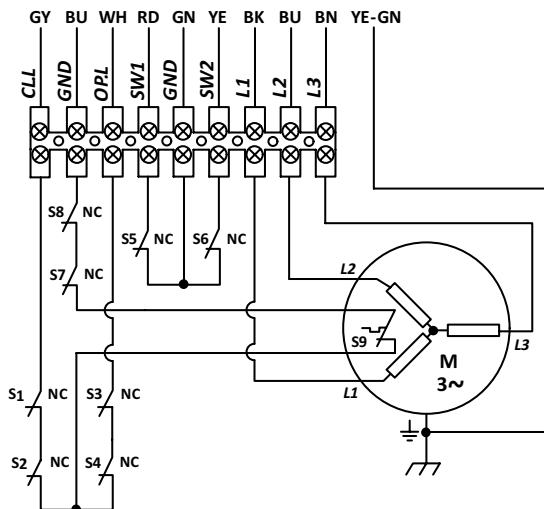 GY BU WH RD GN YE BK BU BN YE-GN
CLL GND OPL SW1 GND SW2 L1 L2 L3
S8 NC
S5 NC S6 NC
S7 NC
L2
S9
L3
M
3~
L1
S1 NC S3 NC
S2 NC S4 NC